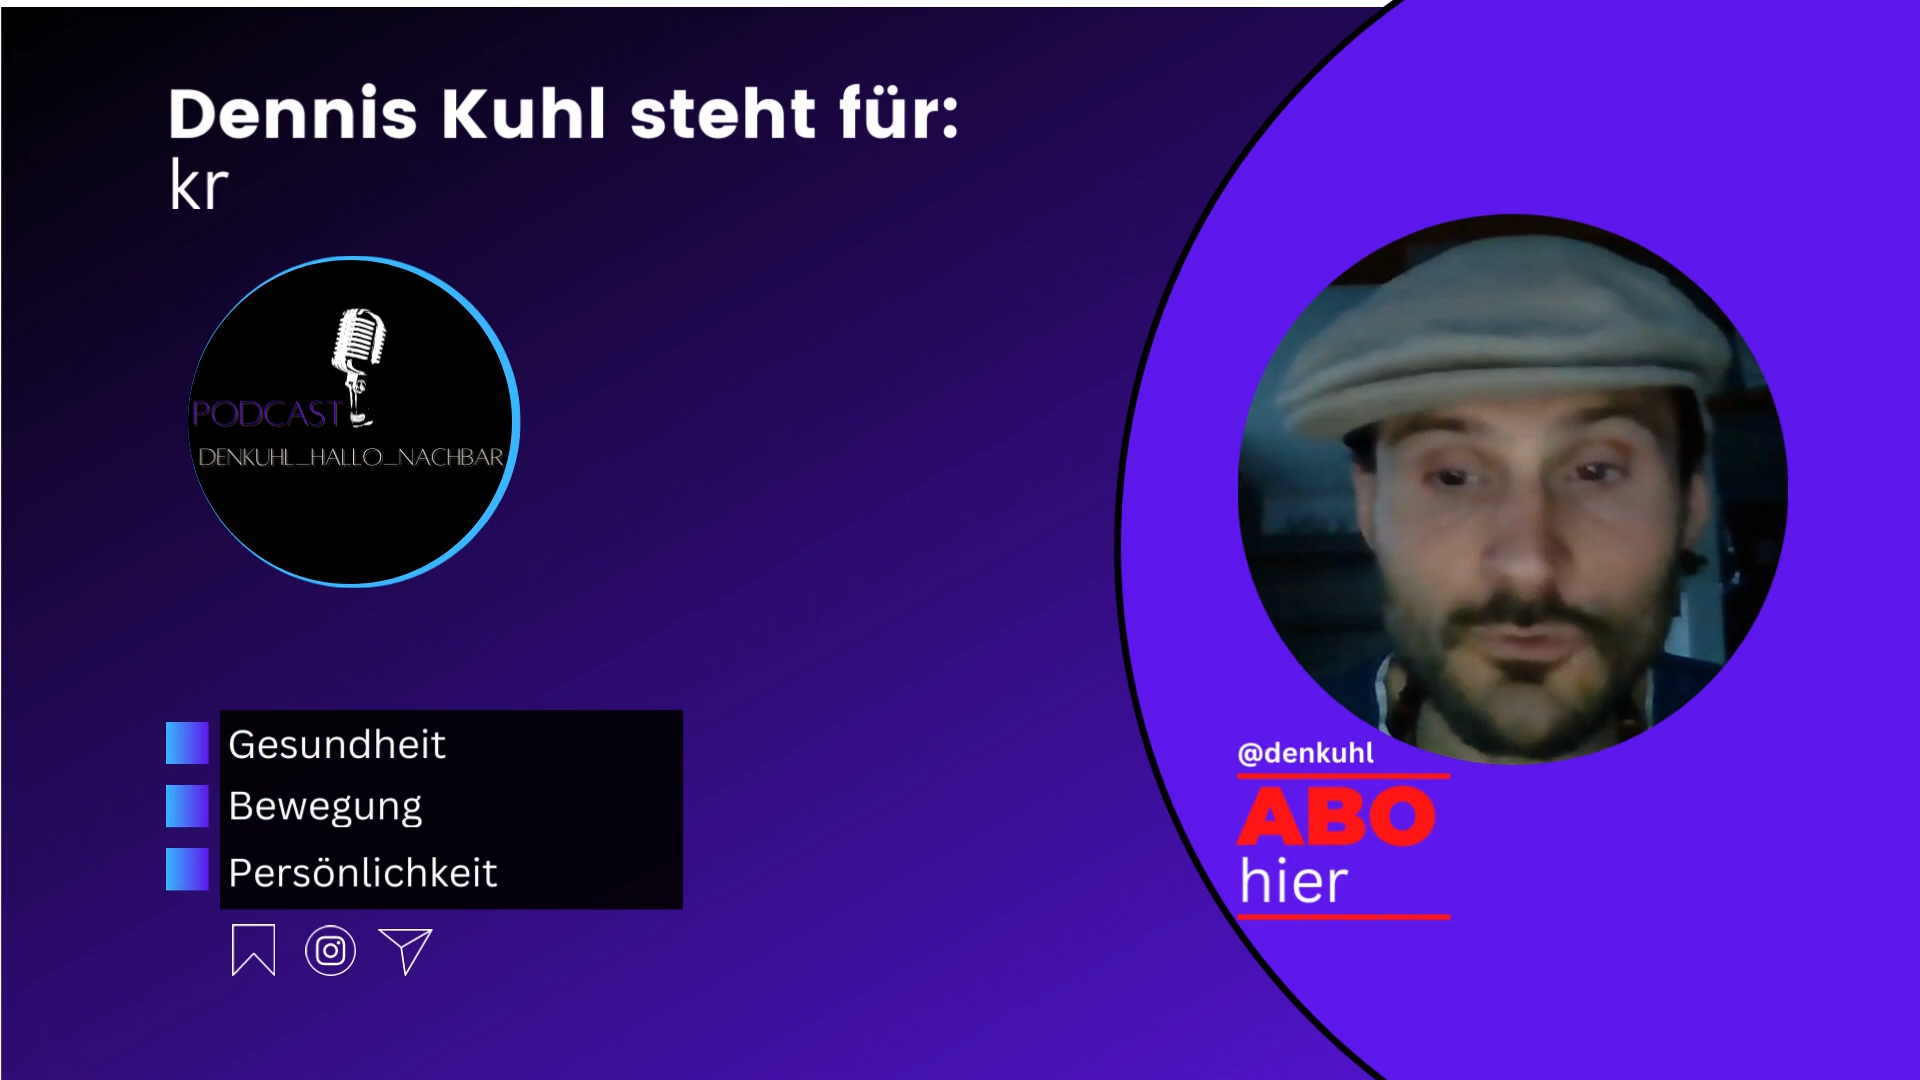 Dennis Kuhl steht für:
kr
PODCAST
DENKUHL_HALLO_NACHBAR
Gesundheit
Bewegung
Persönlichkeit
@denkuhl
ABO
hier